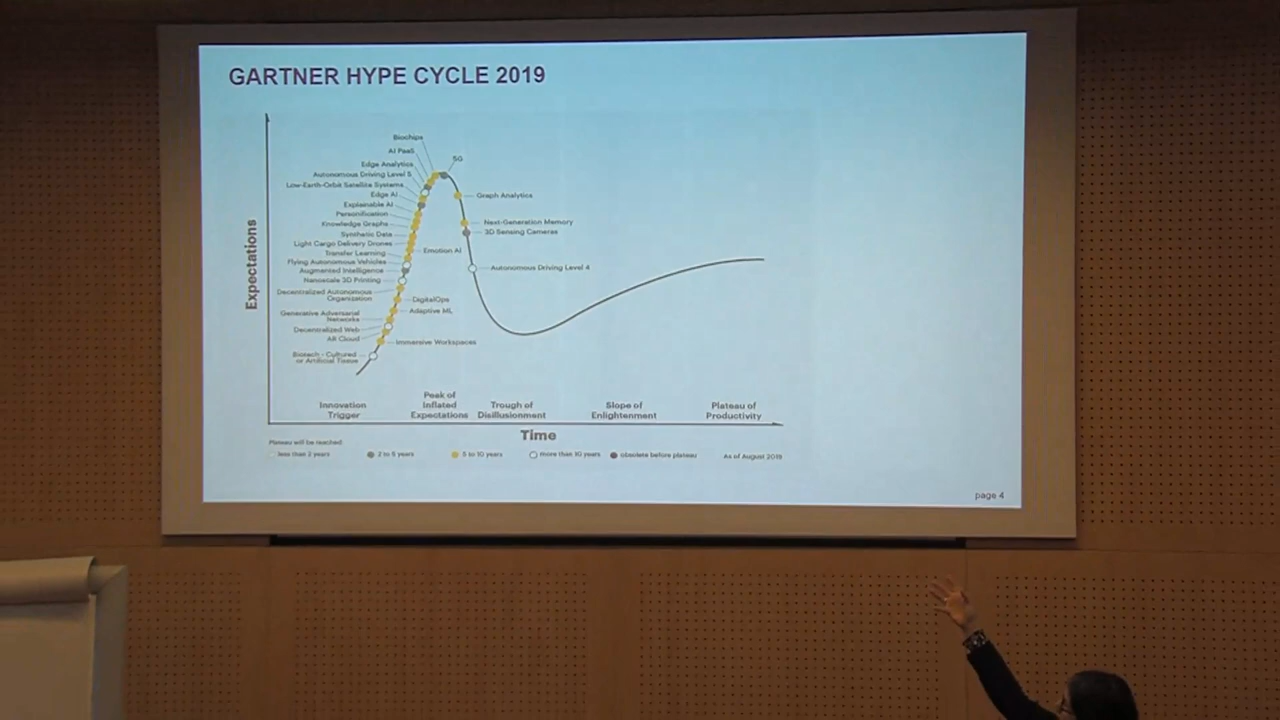 GARTNER HYPE CYCLE 2019
Biochips
AI PaaS
5G
Edge Analytics
Autonomous Driving Level 5
Low-Earth-Orbit Satellite Systems
Edge AI
Graph Analytics
Explainable AI
Personification
Knowledge Graphs
Next-Generation Memory
Synthetic Data
3D Sensing Cameras
Light Cargo Delivery Drones
Transfer Learning
Emotion AI
Flying Autonomous Vehicles
Augmented Intelligence
Autonomous Driving Level 4
Nanoscale 3D Printing
Decentralized Autonomous
Organization
DigitalOps
Generative Adversarial
Networks
Adaptive ML
Decentralized Web
AR Cloud
Immersive Workspaces
Biotech - Cultured
or Artificial Tissue
Expectations
Innovation
Trigger
Peak of
Inflated
Expectations
Trough of
Disillusionment
Slope of
Enlightenment
Plateau of
Productivity
Time
Plateau will be reached:
less than 2 years
2 to 5 years
5 to 10 years
more than 10 years
obsolete before plateau
As of August 2019
page 4